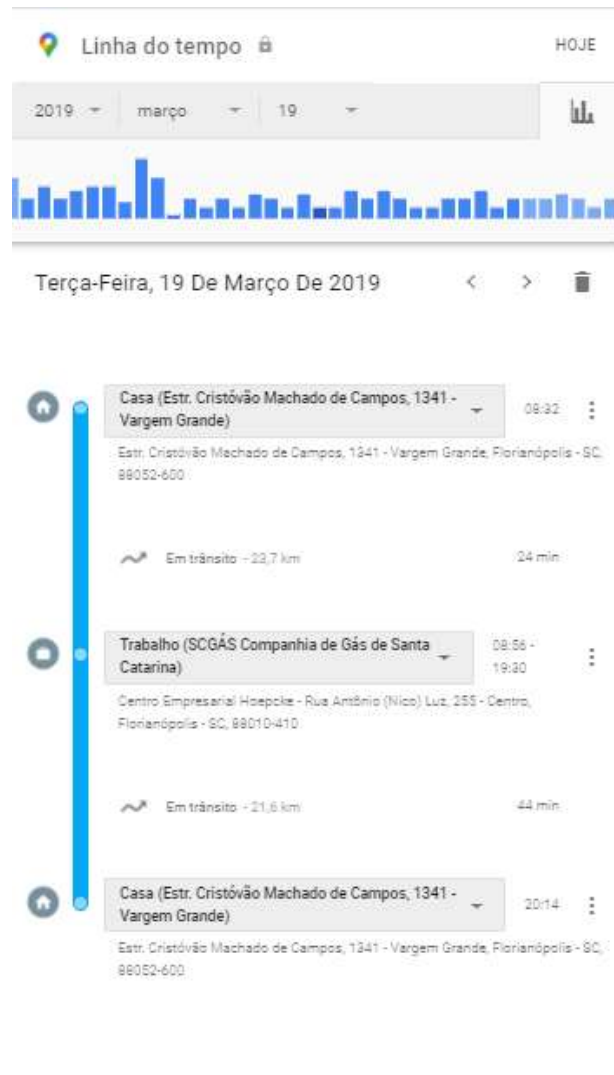 Linha do tempo
HOJE
2019 março 19
Terça-Feira, 19 De Março De 2019
Casa (Estr. Cristóvão Machado de Campos, 1341 -
Vargem Grande)
08:32
Estr. Cristóvão Machado de Campos, 1341 - Vargem Grande, Florianópolis - SC,
88052-600
Em trânsito - 23,7 km
24 min
Trabalho (SCGÁS Companhia de Gás de Santa
Catarina)
08:56 -
19:30
Centro Empresarial Hoepcke - Rua Antônio (Nico) Luz, 255 - Centro,
Florianópolis - SC, 88010-410
Em trânsito - 21,6 km
44 min
Casa (Estr. Cristóvão Machado de Campos, 1341 -
Vargem Grande)
20:14
Estr. Cristóvão Machado de Campos, 1341 - Vargem Grande, Florianópolis - SC,
88052-600